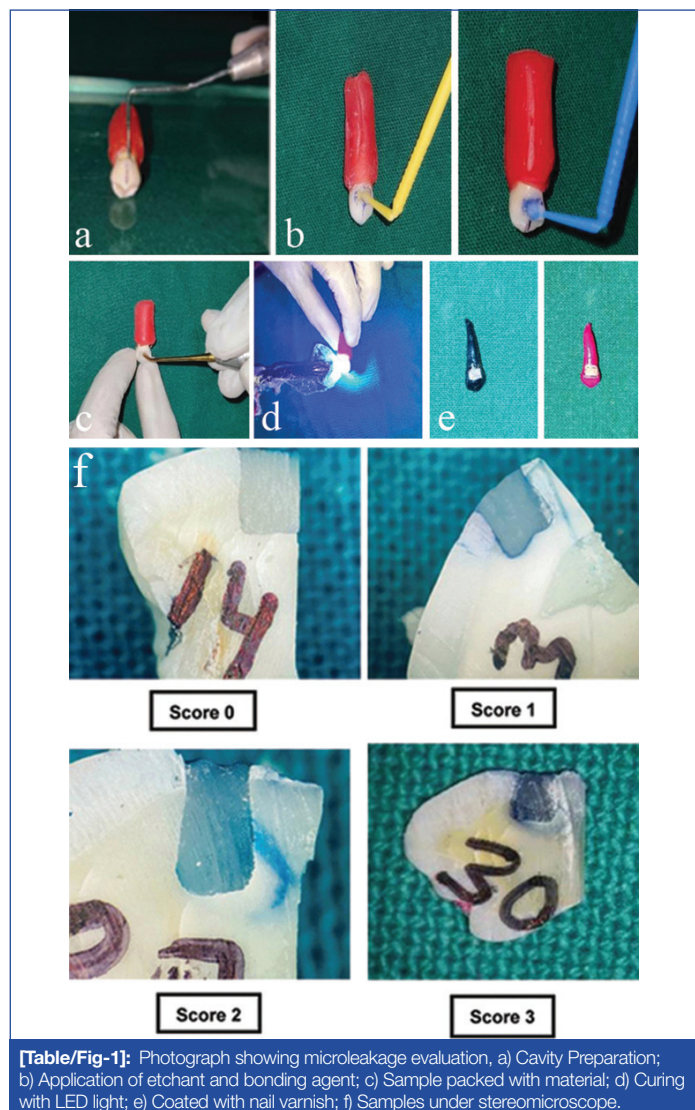 a
b
c
d
e
f
14
3
Score 0
Score 1
30
Score 2
Score 3
[Table/Fig-1]: Photograph showing microleakage evaluation, a) Cavity Preparation;
b) Application of etchant and bonding agent; c) Sample packed with material; d) Curing
with LED light; e) Coated with nail varnish; f) Samples under stereomicroscope.